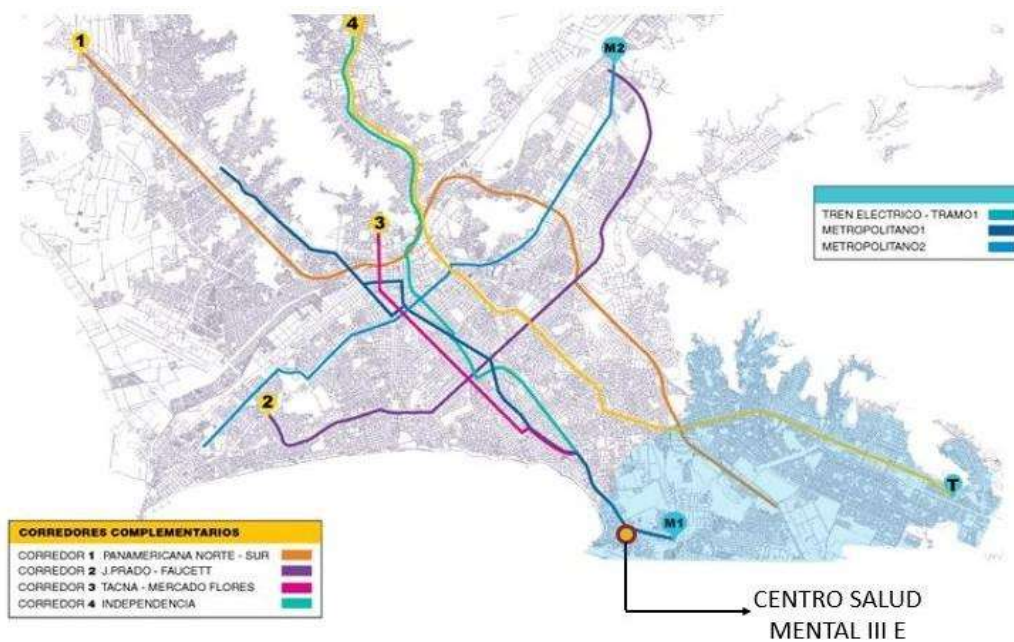 1
4
M2
3
2
TREN ELECTRICO - TRAMO1
METROPOLITANO1
METROPOLITANO2
T
M1
CORREDORES COMPLEMENTARIOS
CORREDOR 1 PANAMERICANA NORTE - SUR
CORREDOR 2 J.PRADO - FAUCETT
CORREDOR 3 TACNA - MERCADO FLORES
CORREDOR 4 INDEPENDENCIA
CENTRO SALUD
MENTAL III E